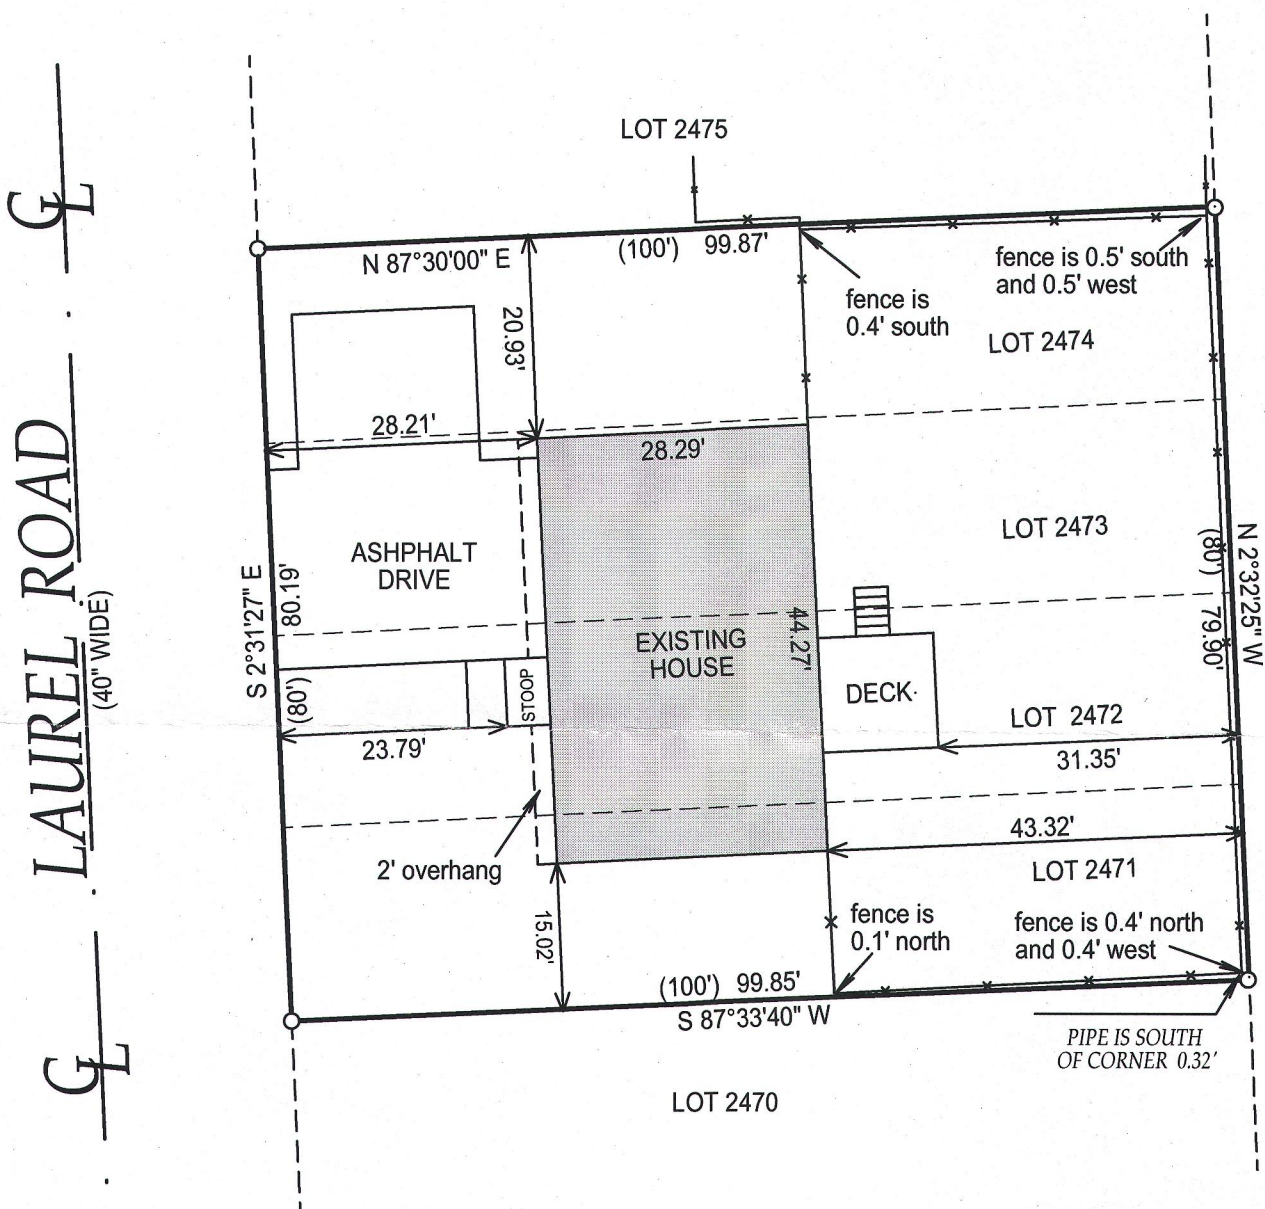 LOT 2475
N 87°30'00" E
(100') 99.87'
fence is 0.5' south
and 0.5' west
fence is
0.4' south
20.93'
LOT 2474
28.21'
28.29'
LAUREL ROAD
(40" WIDE)
S 2°31'27" E
80.19'
(80')
ASHPHALT
DRIVE
LOT 2473
N 2°32'25" W
(80') 79.90'
EXISTING
HOUSE
44.27'
STOOP
DECK
LOT 2472
23.79'
31.35'
43.32'
2' overhang
LOT 2471
15.02'
fence is
0.1' north
fence is 0.4' north
and 0.4' west
(100') 99.85'
S 87°33'40" W
PIPE IS SOUTH
OF CORNER 0.32'
LOT 2470
CL
CL